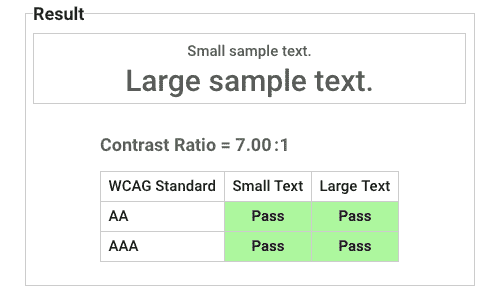 Result
Small sample text.
Large sample text.
Contrast Ratio = 7.00:1
WCAG Standard Small Text Large Text
AA Pass Pass
AAA Pass Pass